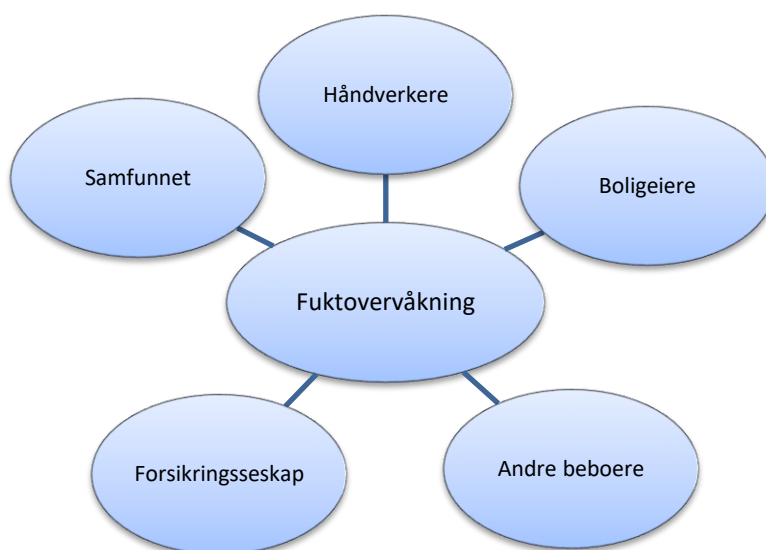 Håndverkere
Samfunnet
Boligeiere
Fuktovervåkning
Forsikringsseskap
Andre beboere